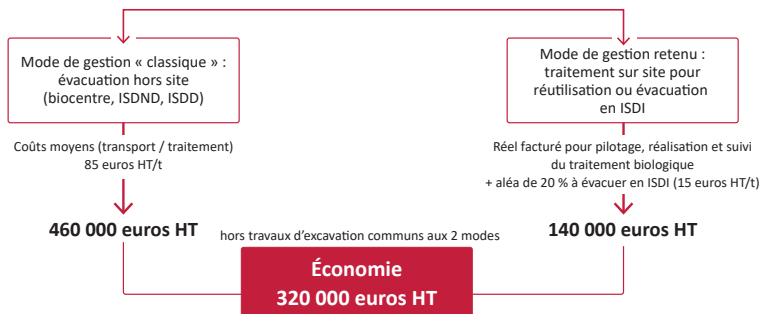 Mode de gestion « classique » :
évacuation hors site
(biocentre, ISDND, ISDD)
Coûts moyens (transport / traitement)
85 euros HT/t
460 000 euros HT
Mode de gestion retenu :
traitement sur site pour
réutilisation ou évacuation
en ISDI
Réel facturé pour pilotage, réalisation et suivi
du traitement biologique
+ aléa de 20 % à évacuer en ISDI (15 euros HT/t)
140 000 euros HT
hors travaux d’excavation communs aux 2 modes
Économie
320 000 euros HT